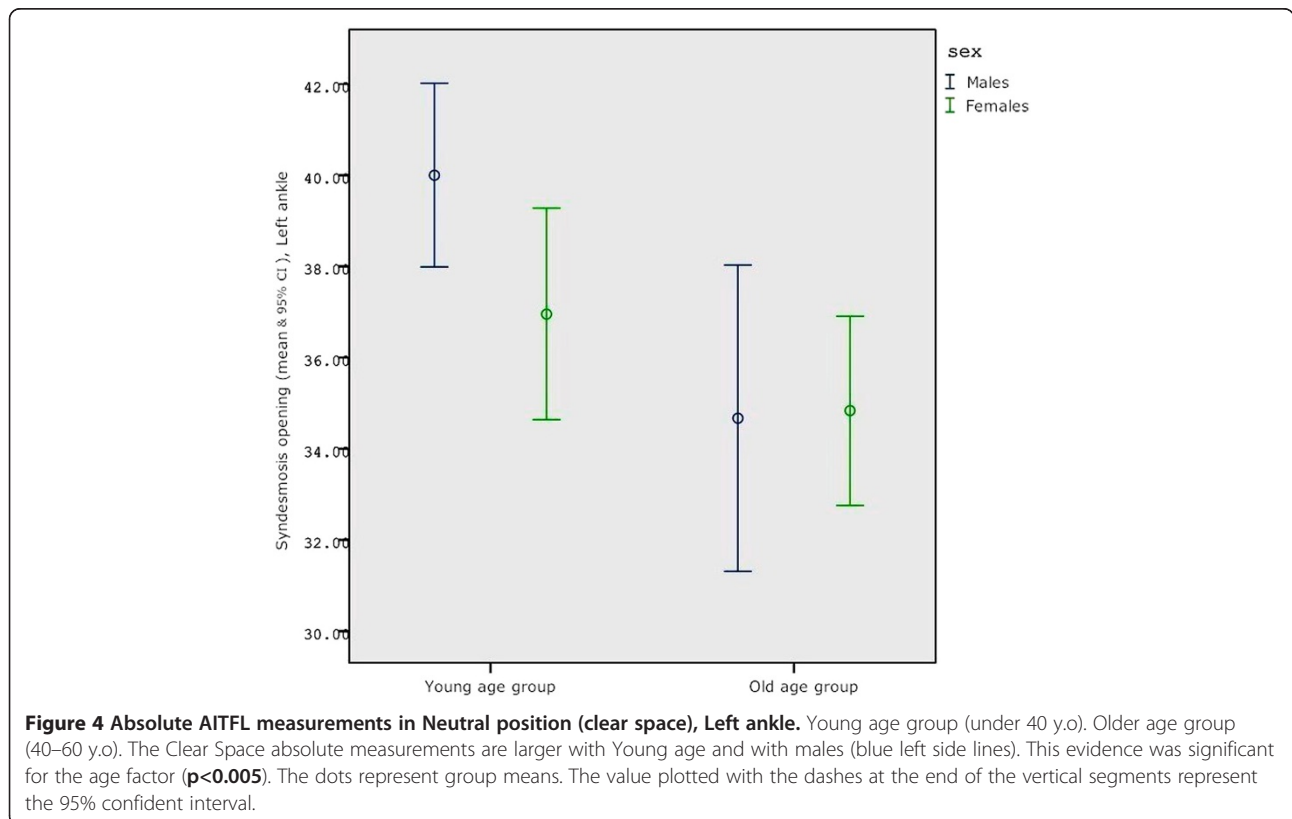 sex
Males
Females
42.00
40.00
38.00
36.00
34.00
32.00
30.00
Syndesmosis opening (mean & 95% CI ), Left ankle
Young age group
Old age group
Figure 4 Absolute AITFL measurements in Neutral position (clear space), Left ankle. Young age group (under 40 y.o). Older age group
(40–60 y.o). The Clear Space absolute measurements are larger with Young age and with males (blue left side lines). This evidence was significant
for the age factor (p<0.005). The dots represent group means. The value plotted with the dashes at the end of the vertical segments represent
the 95% confident interval.